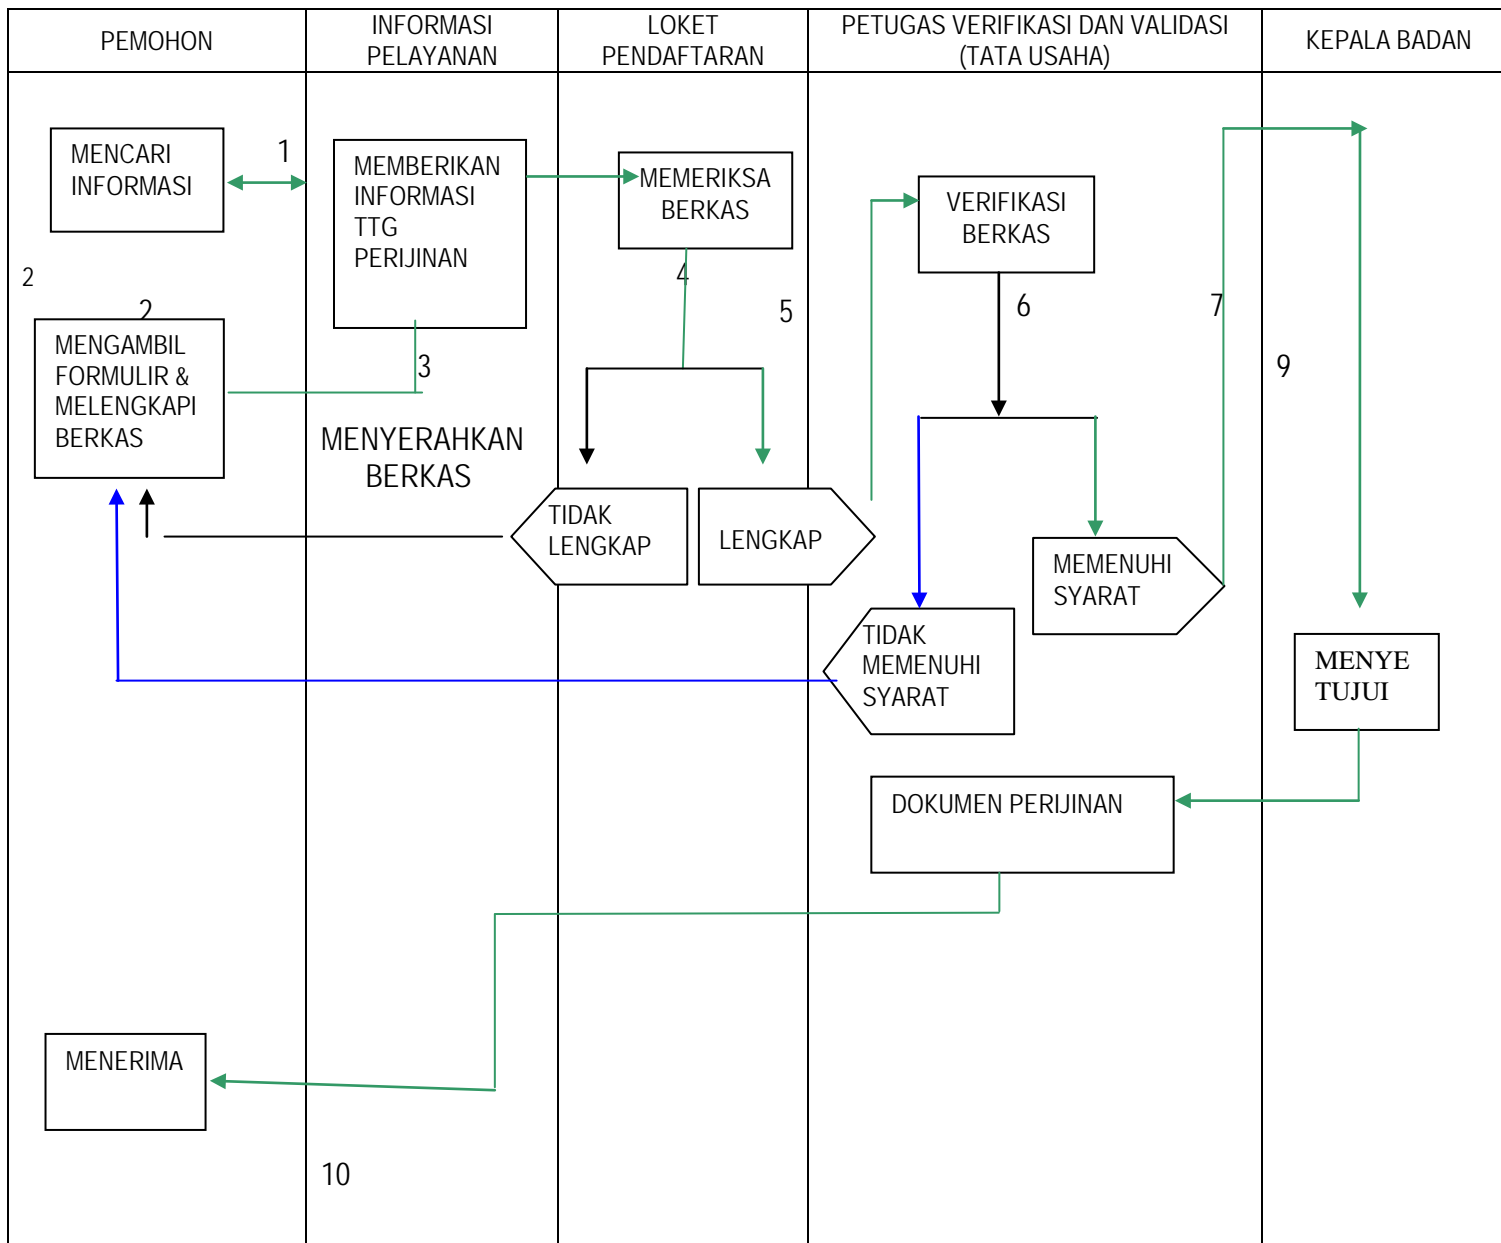 PEMOHON
INFORMASI
PELAYANAN
LOKET
PENDAFTARAN
PETUGAS VERIFIKASI DAN VALIDASI
(TATA USAHA)
KEPALA BADAN
MENCARI
INFORMASI
1
MEMBERIKAN
INFORMASI
TTG
PERIJINAN
MEMERIKSA
BERKAS
VERIFIKASI
BERKAS
2
2
4
5
6
7
MENGAMBIL
FORMULIR &
MELENGKAPI
BERKAS
3
9
MENYERAHKAN
BERKAS
TIDAK
LENGKAP
LENGKAP
MEMENUHI
SYARAT
TIDAK
MEMENUHI
SYARAT
MENYE
TUJUI
DOKUMEN PERIJINAN
MENERIMA
10